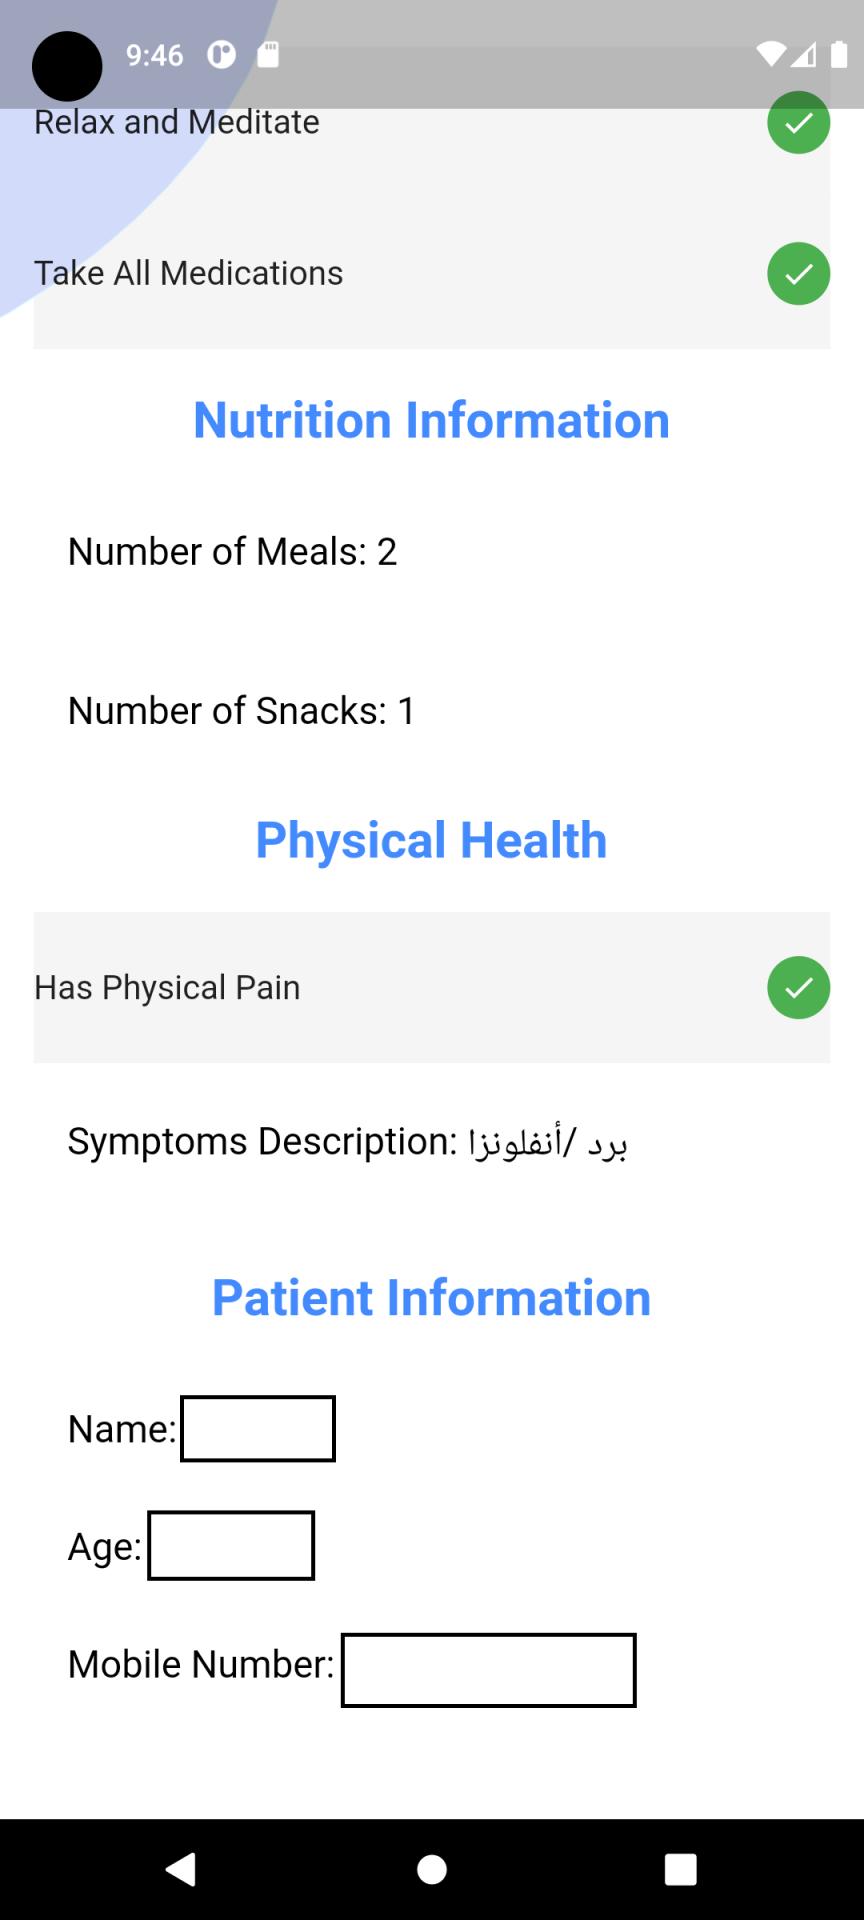 9:46
Relax and Meditate
Take All Medications
Nutrition Information
Number of Meals: 2
Number of Snacks: 1
Physical Health
Has Physical Pain
Symptoms Description: برد /أنفلونزا
Patient Information
Name:
Age:
Mobile Number: